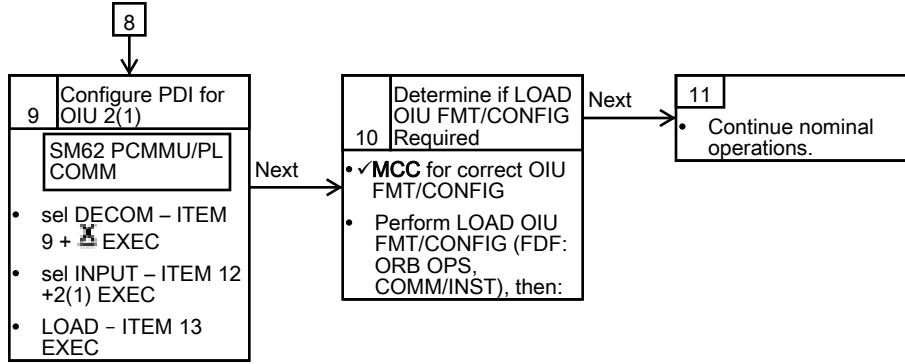 8
9
Configure PDI for
OIU 2(1)
SM62 PCMMU/PL
COMM
• sel DECOM – ITEM
9 + X EXEC
• sel INPUT – ITEM 12
+2(1) EXEC
• LOAD – ITEM 13
EXEC
Next
10
Determine if LOAD
OIU FMT/CONFIG
Required
• ✓MCC for correct OIU
FMT/CONFIG
• Perform LOAD OIU
FMT/CONFIG (FDF:
ORB OPS,
COMM/INST), then:
Next
11
• Continue nominal
operations.